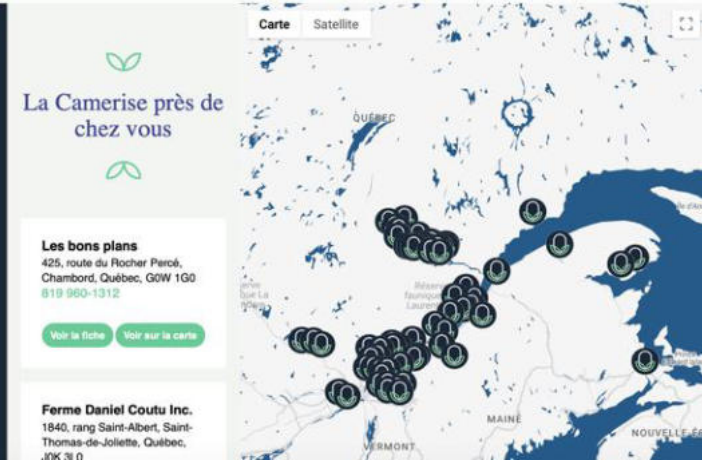 La Camerise près de
chez vous
Les bons plans
425, route du Rocher Percé,
Chambord, Québec, G0W 1G0
819 960-1312
Voir la fiche
Voir sur la carte
Ferme Daniel Coutu Inc.
1840, rang Saint-Albert, Saint-
Thomas-de-Joliette, Québec,
J0K 3L0
Carte
Satellite
QUÉBEC
MAINE
VERMONT